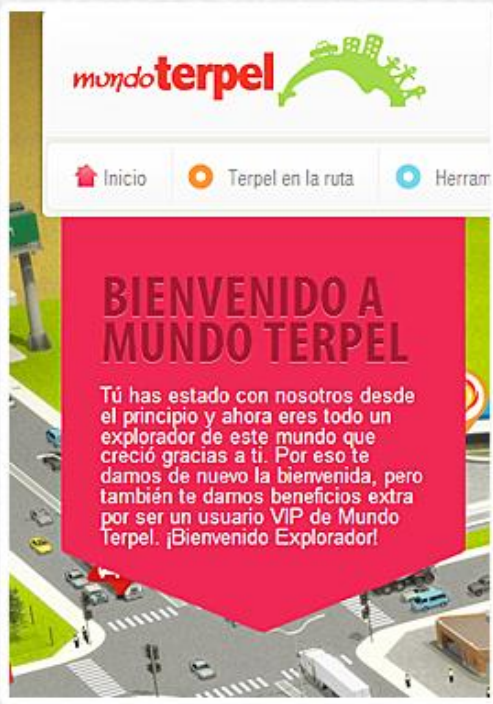 mundo terpel
Inicio
Terpel en la ruta
Herram
BIENVENIDO A
MUNDO TERPEL
Tú has estado con nosotros desde
el principio y ahora eres todo un
explorador de este mundo que
creció gracias a ti. Por eso te
damos de nuevo la bienvenida, pero
también te damos beneficios extra
por ser un usuario VIP de Mundo
Terpel. ¡Bienvenido Explorador!